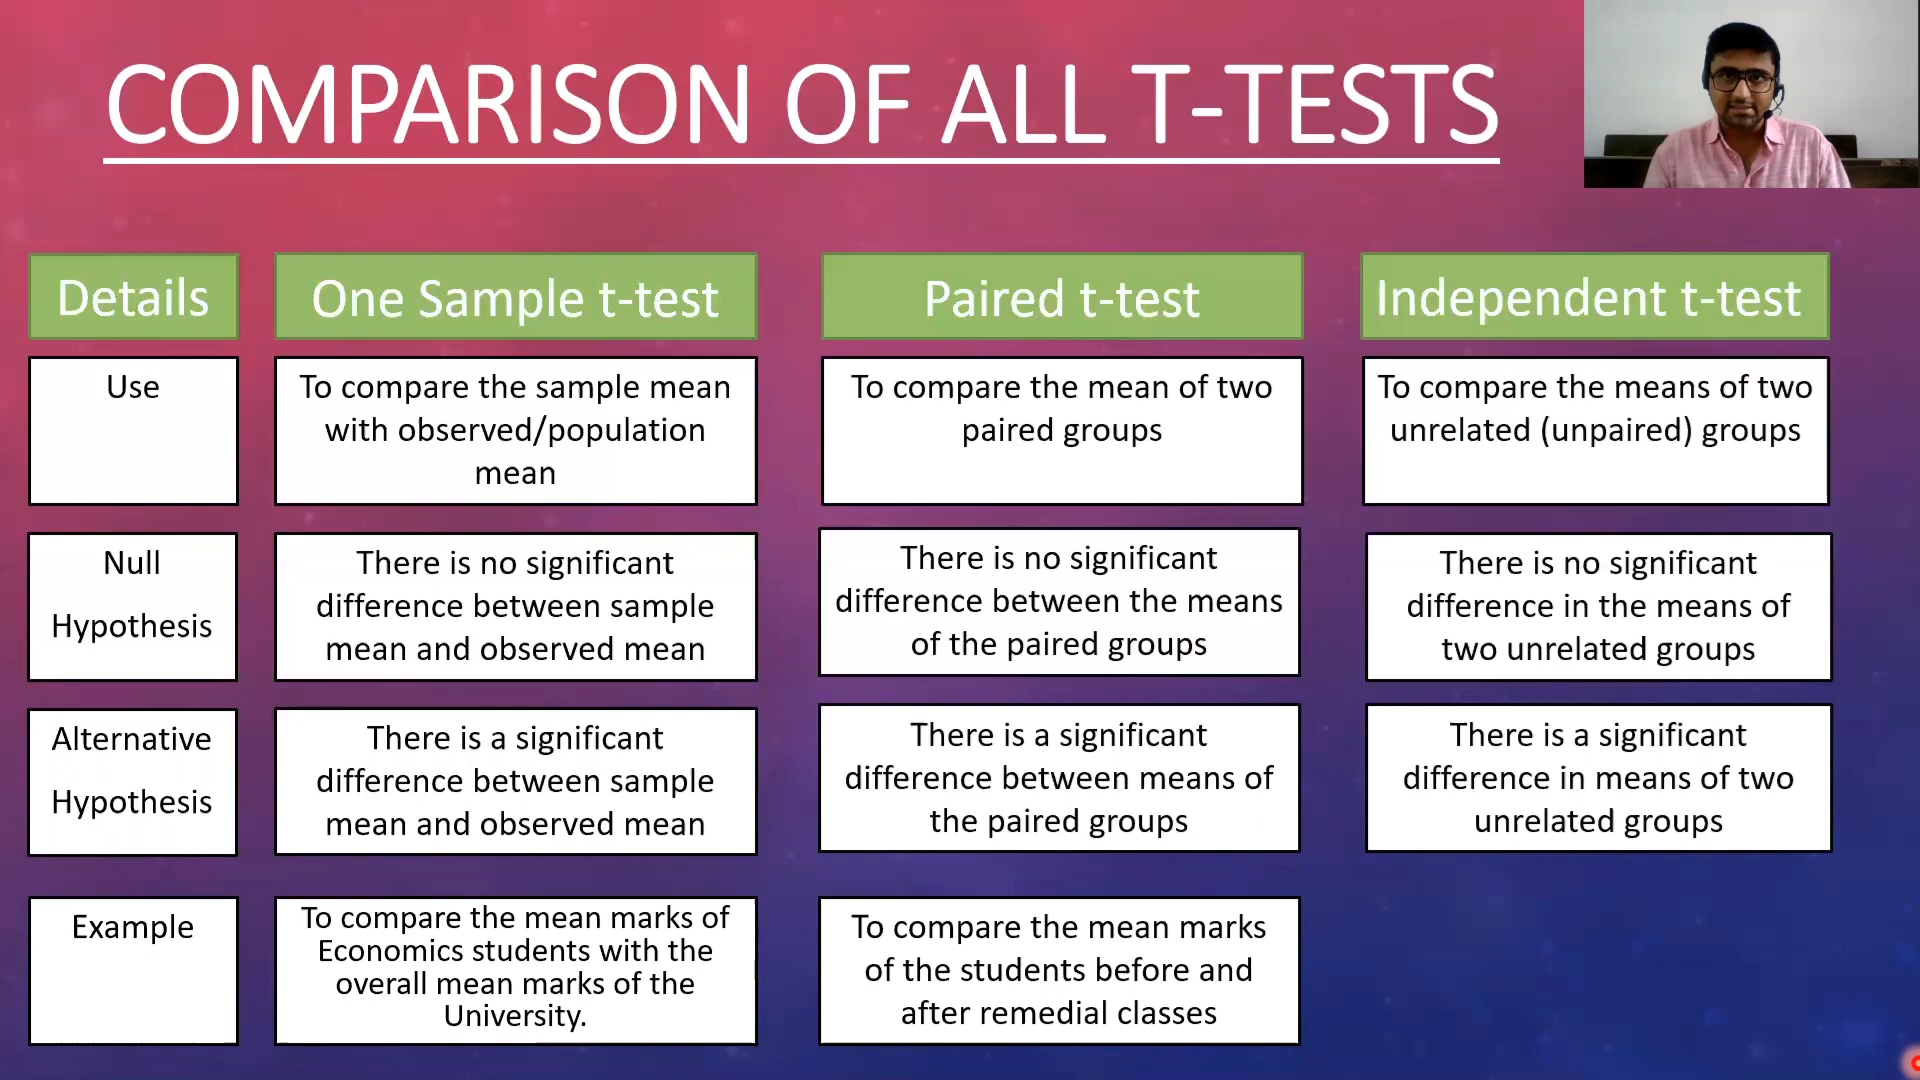 COMPARISON OF ALL T-TESTS
Details
One Sample t-test
Paired t-test
Independent t-test
Use
To compare the sample mean
with observed/population
mean
To compare the mean of two
paired groups
To compare the means of two
unrelated (unpaired) groups
Null
Hypothesis
There is no significant
difference between sample
mean and observed mean
There is no significant
difference between the means
of the paired groups
There is no significant
difference in the means of
two unrelated groups
Alternative
Hypothesis
There is a significant
difference between sample
mean and observed mean
There is a significant
difference between means of
the paired groups
There is a significant
difference in means of two
unrelated groups
Example
To compare the mean marks of
Economics students with the
overall mean marks of the
University.
To compare the mean marks
of the students before and
after remedial classes